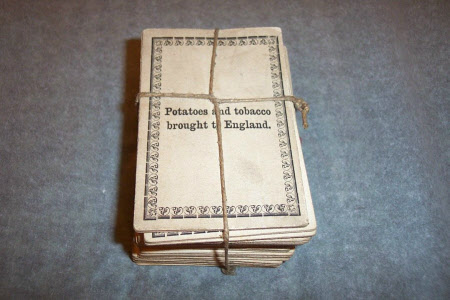 Potatoes and tobacco
brought to England.